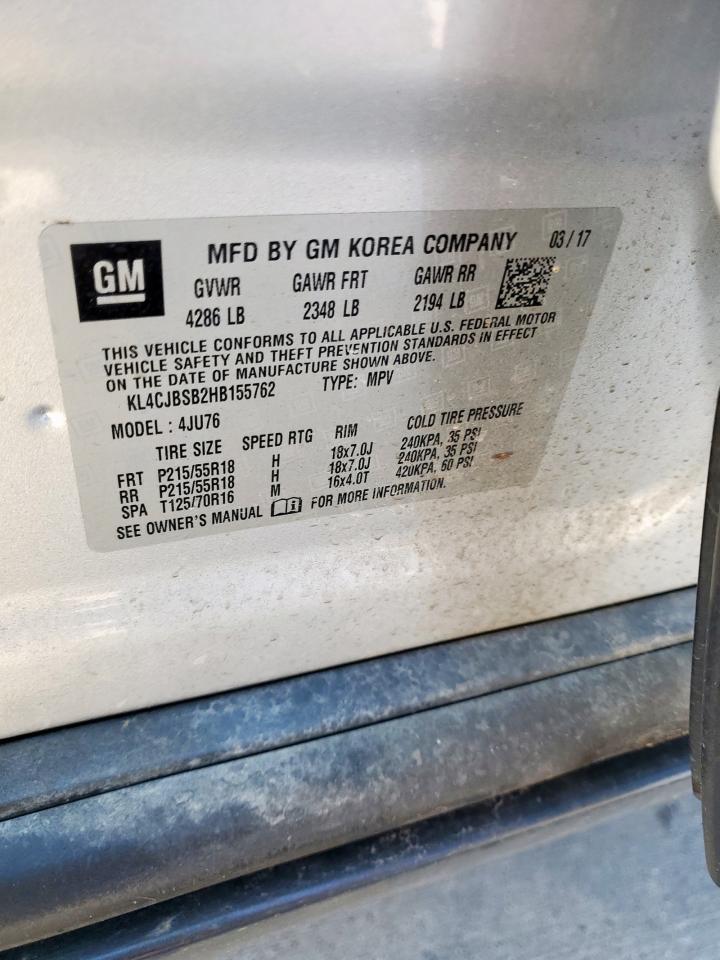 GM
MFD BY GM KOREA COMPANY 03 / 17
GVWR GAWR FRT GAWR RR
4286 LB 2348 LB 2194 LB
THIS VEHICLE CONFORMS TO ALL APPLICABLE U.S. FEDERAL MOTOR
VEHICLE SAFETY AND THEFT PREVENTION STANDARDS IN EFFECT
ON THE DATE OF MANUFACTURE SHOWN ABOVE.
KL4CJBSB2HB155762 TYPE: MPV
MODEL : 4JU76
TIRE SIZE SPEED RTG RIM COLD TIRE PRESSURE
FRT P215/55R18 H 18x7.0J 240KPA, 35 PSI
RR P215/55R18 H 18x7.0J 240KPA, 35 PSI
SPA T125/70R16 M 16x4.0T 420KPA, 60 PSI
SEE OWNER'S MANUAL FOR MORE INFORMATION.